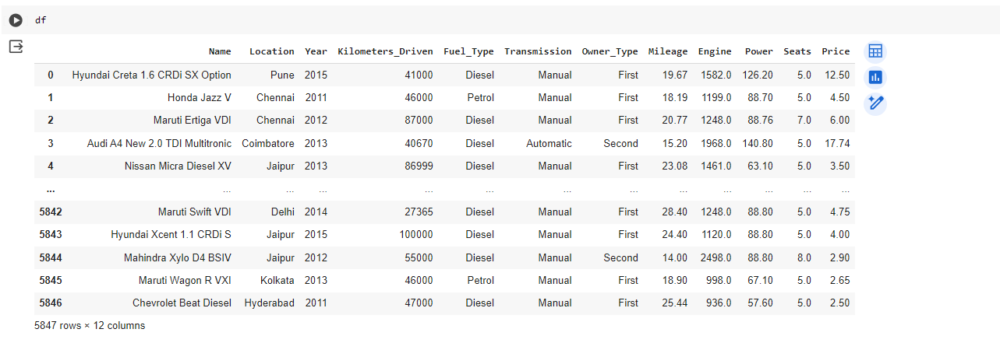 df
Name Location Year Kilometers_Driven Fuel_Type Transmission Owner_Type Mileage Engine Power Seats Price
0 Hyundai Creta 1.6 CRDi SX Option Pune 2015 41000 Diesel Manual First 19.67 1582.0 126.20 5.0 12.50
1 Honda Jazz V Chennai 2011 46000 Petrol Manual First 18.19 1199.0 88.70 5.0 4.50
2 Maruti Ertiga VDI Chennai 2012 87000 Diesel Manual First 20.77 1248.0 88.76 7.0 6.00
3 Audi A4 New 2.0 TDI Multitronic Coimbatore 2013 40670 Diesel Automatic Second 15.20 1968.0 140.80 5.0 17.74
4 Nissan Micra Diesel XV Jaipur 2013 86999 Diesel Manual First 23.08 1461.0 63.10 5.0 3.50
... ... ... ... ... ... ... ... ... ... ... ... ...
5842 Maruti Swift VDI Delhi 2014 27365 Diesel Manual First 28.40 1248.0 88.80 5.0 4.75
5843 Hyundai Xcent 1.1 CRDi S Jaipur 2015 100000 Diesel Manual First 24.40 1120.0 88.80 5.0 4.00
5844 Mahindra Xylo D4 BSIV Jaipur 2012 55000 Diesel Manual Second 14.00 2498.0 88.80 8.0 2.90
5845 Maruti Wagon R VXI Kolkata 2013 46000 Petrol Manual First 18.90 998.0 67.10 5.0 2.65
5846 Chevrolet Beat Diesel Hyderabad 2011 47000 Diesel Manual First 25.44 936.0 57.60 5.0 2.50
5847 rows × 12 columns